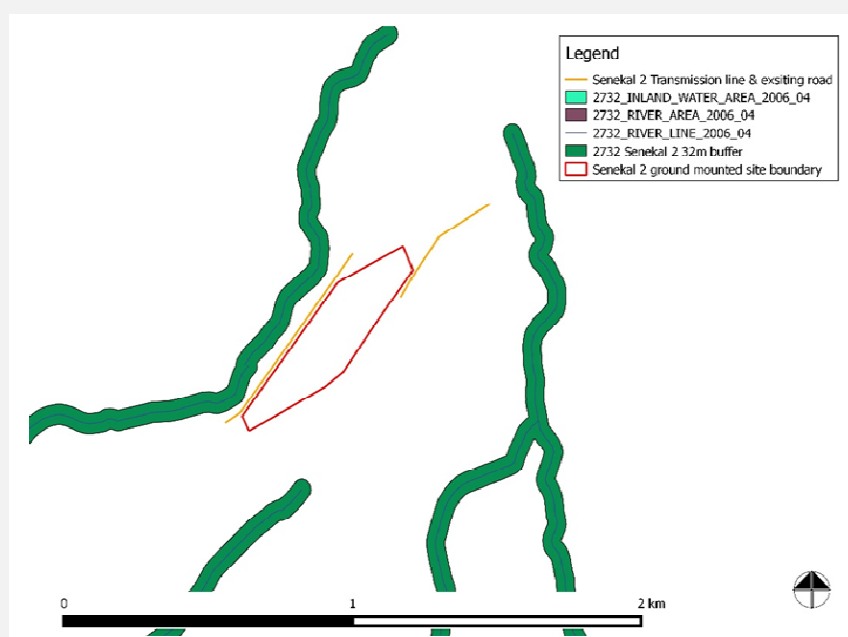 Legend
Senekal 2 Transmission line & exsiting road
2732_INLAND_WATER_AREA_2006_04
2732_RIVER_AREA_2006_04
2732_RIVER_LINE_2006_04
2732 Senekal 2 32m buffer
Senekal 2 ground mounted site boundary
0 1 2 km